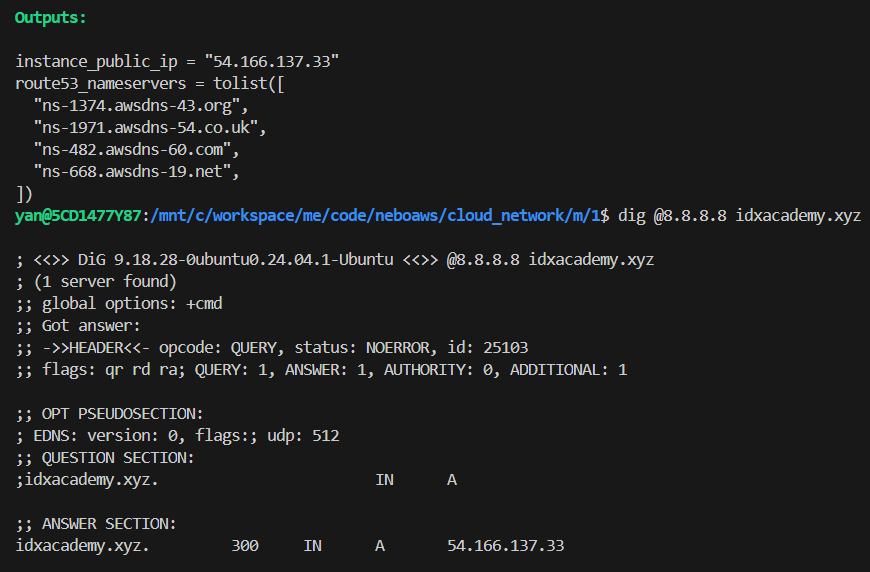 Outputs:
instance_public_ip = "54.166.137.33"
route53_nameservers = tolist([
  "ns-1374.awsdns-43.org",
  "ns-1971.awsdns-54.co.uk",
  "ns-482.awsdns-60.com",
  "ns-668.awsdns-19.net",
])
yan@5CD1477Y87:/mnt/c/workspace/me/code/neboaws/cloud_network/m/1$ dig @8.8.8.8 idxacademy.xyz
; <<>> DiG 9.18.28-0ubuntu0.24.04.1-Ubuntu <<>> @8.8.8.8 idxacademy.xyz
; (1 server found)
;; global options: +cmd
;; Got answer:
;; ->>HEADER<<- opcode: QUERY, status: NOERROR, id: 25103
;; flags: qr rd ra; QUERY: 1, ANSWER: 1, AUTHORITY: 0, ADDITIONAL: 1
;; OPT PSEUDOSECTION:
; EDNS: version: 0, flags:; udp: 512
;; QUESTION SECTION:
;idxacademy.xyz.                        IN      A
;; ANSWER SECTION:
idxacademy.xyz.         300     IN      A       54.166.137.33